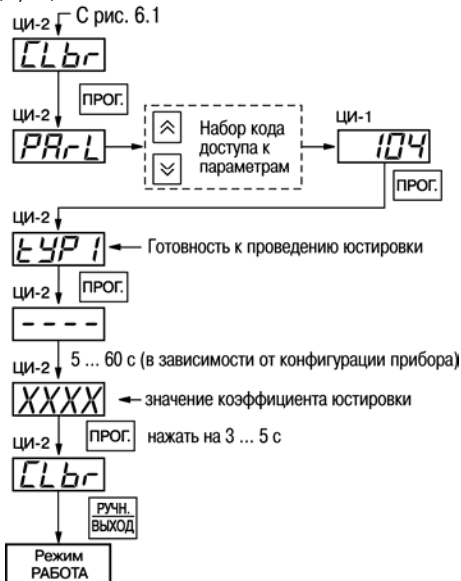 ЦИ-2 С рис. 6.1
CLbr
ПРОГ.
ЦИ-2
PArL
Набор кода
доступа к
параметрам
ЦИ-1
104
ПРОГ.
ЦИ-2
tYP1 Готовность к проведению юстировки
ПРОГ.
ЦИ-2
- - - -
5 ... 60 с (в зависимости от конфигурации прибора)
ЦИ-2
XXXX значение коэффициента юстировки
ПРОГ. нажать на 3 ... 5 с
ЦИ-2
CLbr
РУЧН.
ВЫХОД
Режим
РАБОТА